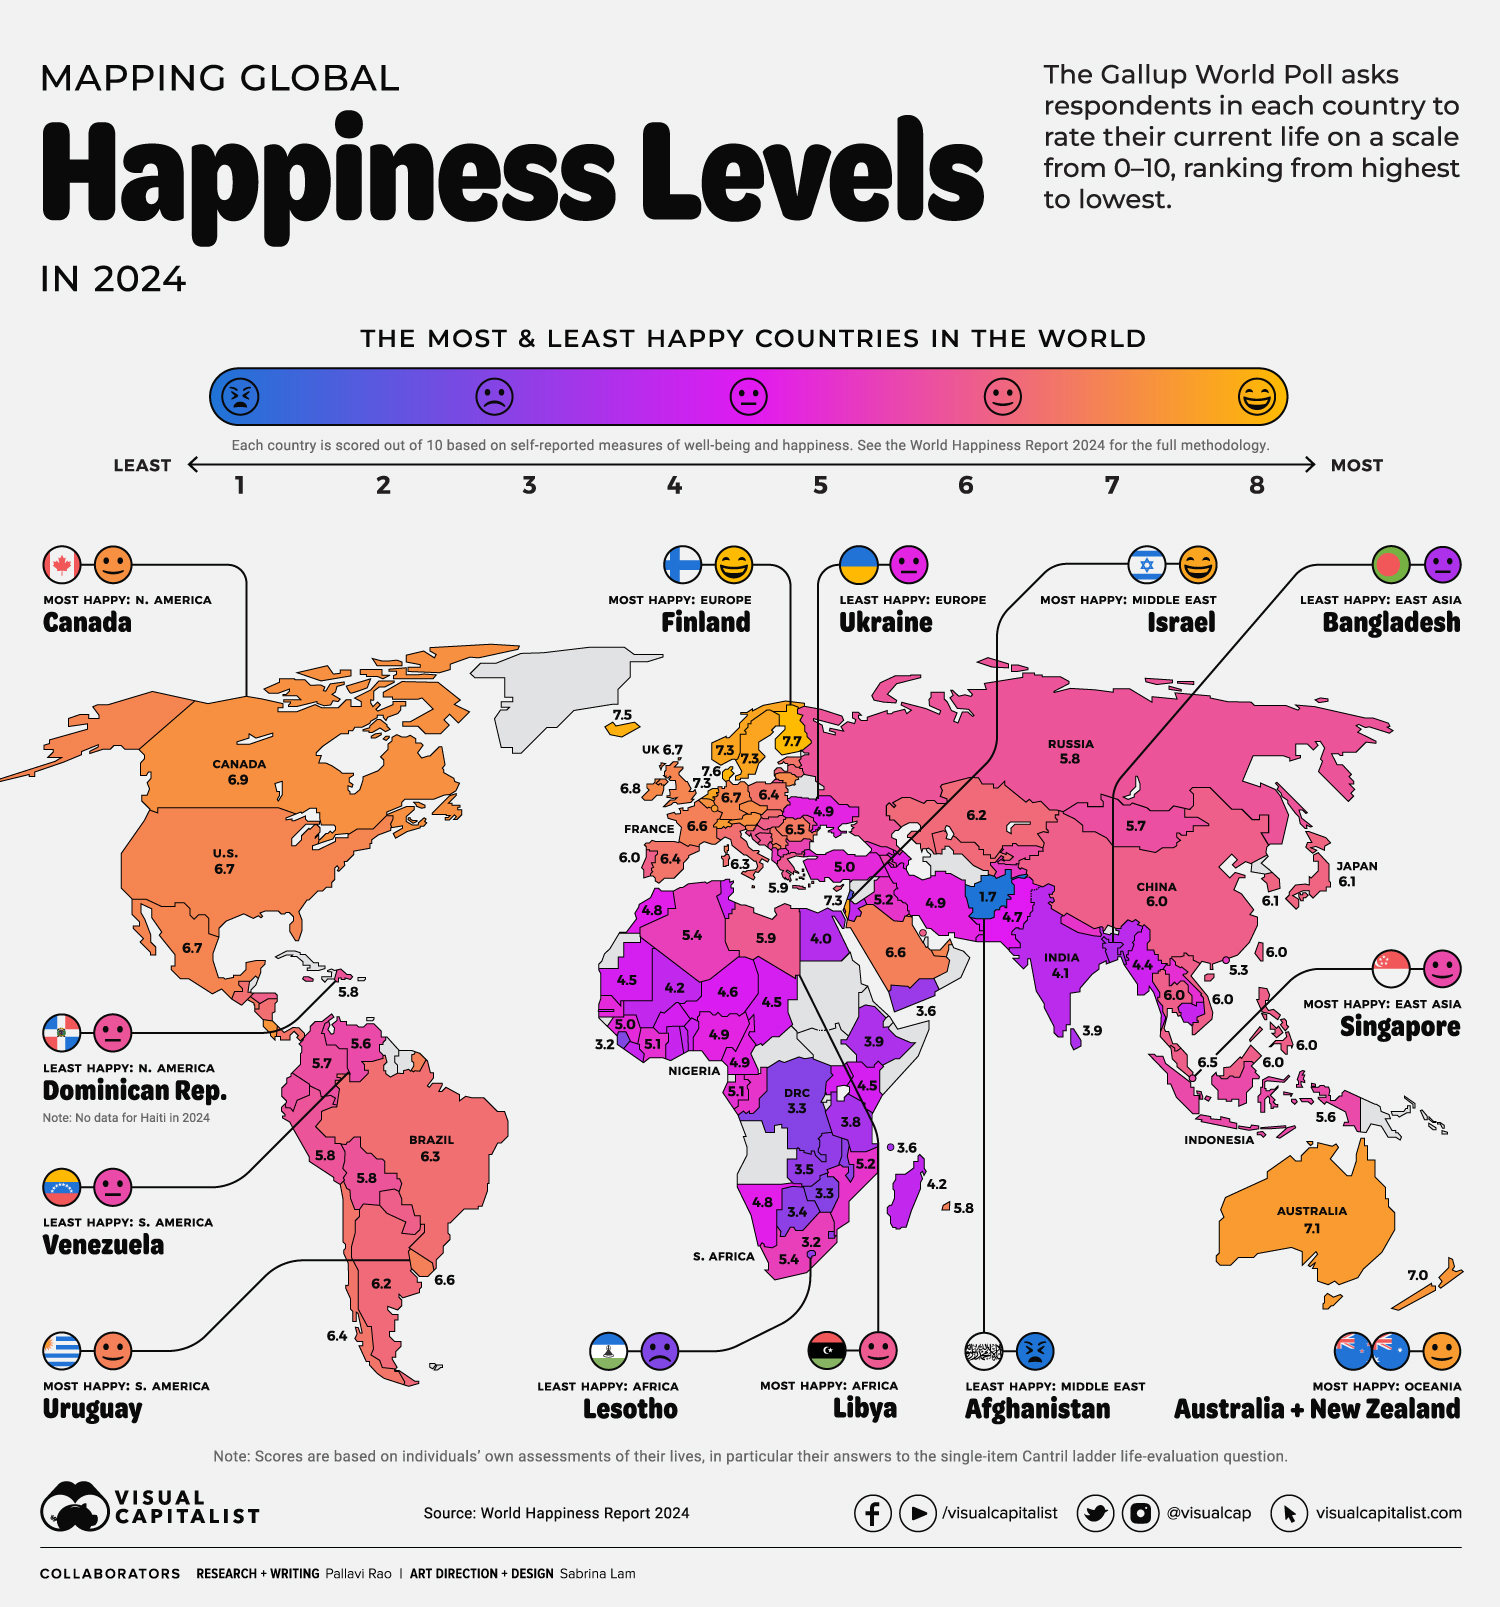 MAPPING GLOBAL
Happiness Levels
IN 2024
The Gallup World Poll asks
respondents in each country to
rate their current life on a scale
from 0–10, ranking from highest
to lowest.
THE MOST & LEAST HAPPY COUNTRIES IN THE WORLD
Each country is scored out of 10 based on self-reported measures of well-being and happiness. See the World Happiness Report 2024 for the full methodology.
LEAST
MOST
1 2 3 4 5 6 7 8
MOST HAPPY: N. AMERICA
Canada
MOST HAPPY: EUROPE
Finland
LEAST HAPPY: EUROPE
Ukraine
MOST HAPPY: MIDDLE EAST
Israel
LEAST HAPPY: EAST ASIA
Bangladesh
CANADA
6.9
U.S.
6.7
6.7
5.8
LEAST HAPPY: N. AMERICA
Dominican Rep.
Note: No data for Haiti in 2024
5.6
5.7
BRAZIL
6.3
5.8
5.8
LEAST HAPPY: S. AMERICA
Venezuela
6.2
6.6
6.4
MOST HAPPY: S. AMERICA
Uruguay
7.5
UK 6.7
7.3
7.3
7.7
7.6
7.3
6.8
6.7
6.4
4.9
FRANCE
6.6
6.5
6.0
6.4
6.3
5.9
5.0
7.3
5.2
4.9
1.7
4.7
RUSSIA
5.8
6.2
5.7
CHINA
6.0
JAPAN
6.1
6.1
6.0
5.3
INDIA
4.1
4.4
6.0
6.0
3.9
6.0
6.5
6.0
5.6
INDONESIA
MOST HAPPY: EAST ASIA
Singapore
4.8
5.4
5.9
4.0
6.6
3.6
4.5
4.2
4.6
4.5
5.0
3.2
5.1
4.9
4.9
NIGERIA
5.1
3.9
4.5
DRC
3.3
3.8
3.6
3.5
5.2
4.2
5.8
4.8
3.4
3.3
3.2
S. AFRICA
5.4
AUSTRALIA
7.1
7.0
LEAST HAPPY: AFRICA
Lesotho
MOST HAPPY: AFRICA
Libya
LEAST HAPPY: MIDDLE EAST
Afghanistan
MOST HAPPY: OCEANIA
Australia + New Zealand
Note: Scores are based on individuals' own assessments of their lives, in particular their answers to the single-item Cantril ladder life-evaluation question.
VISUAL
CAPITALIST
Source: World Happiness Report 2024
/visualcapitalist
@visualcap
visualcapitalist.com
COLLABORATORS RESEARCH + WRITING Pallavi Rao | ART DIRECTION + DESIGN Sabrina Lam